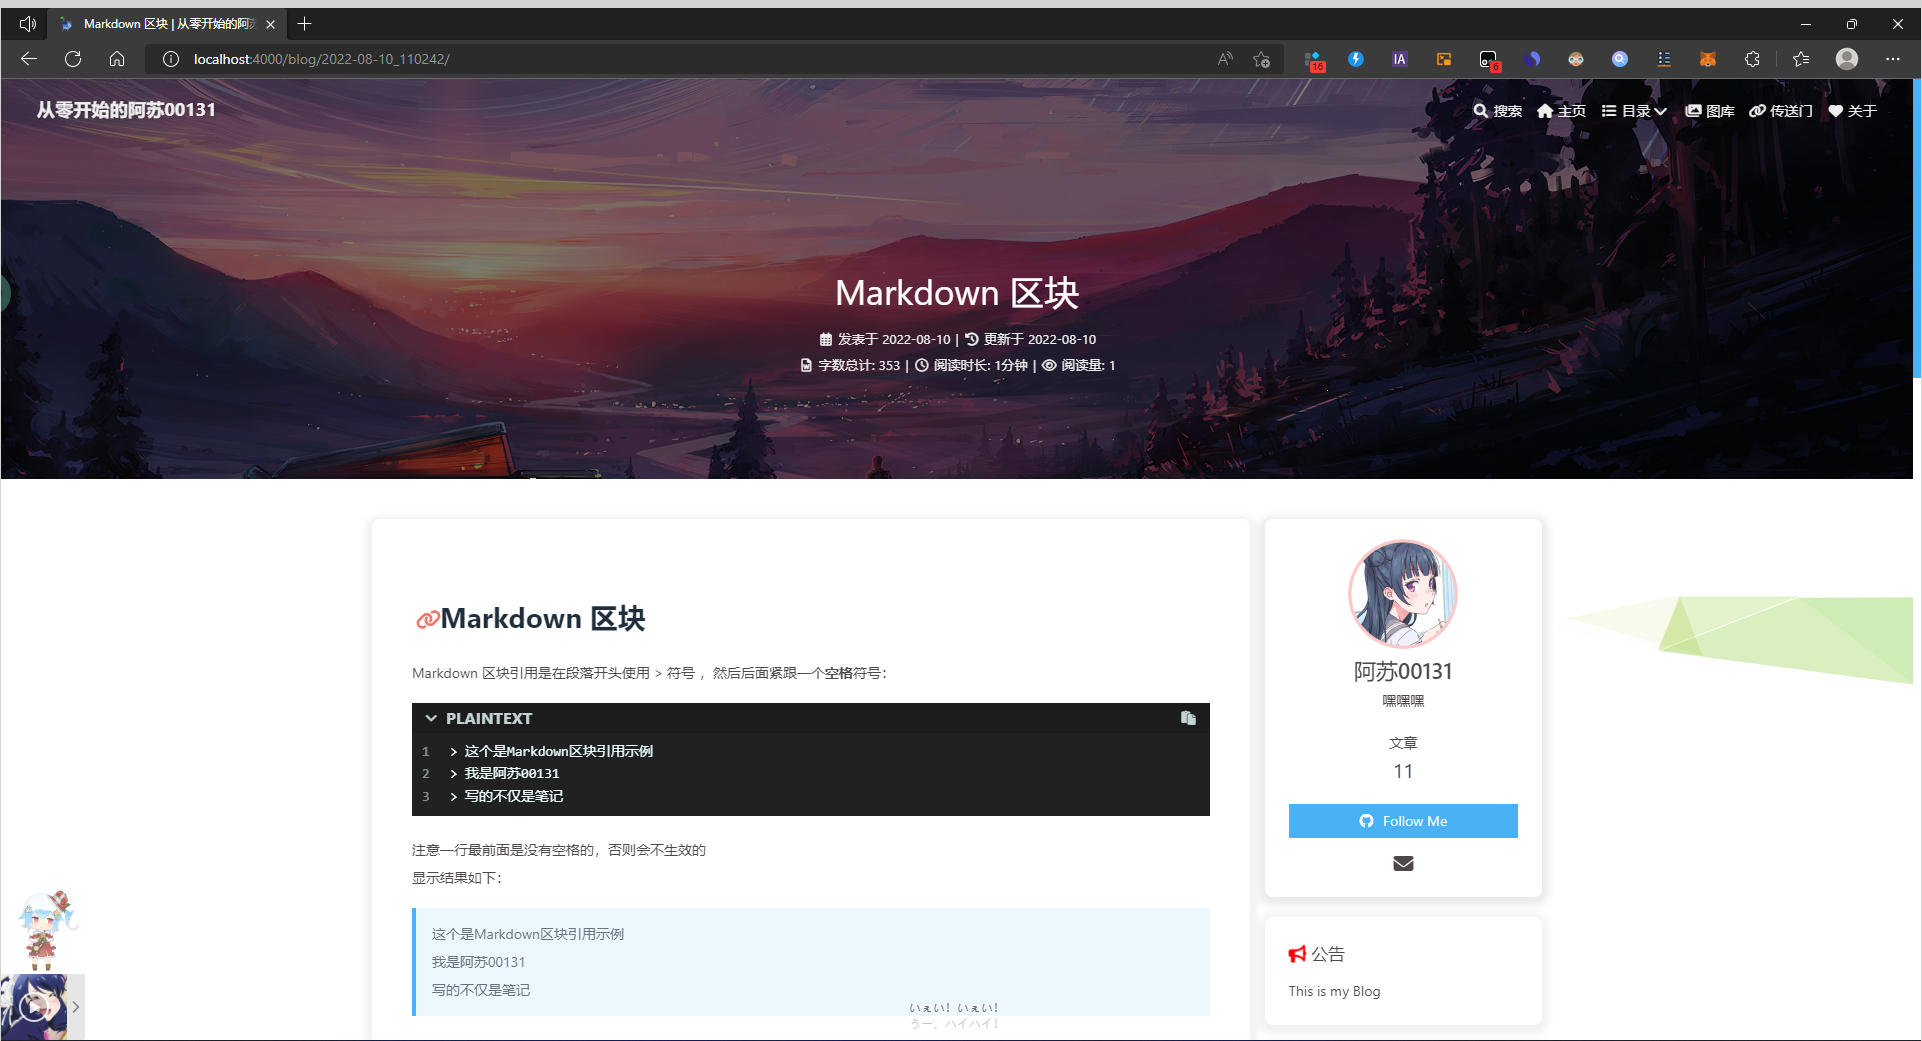 Markdown 区块 | 从零开始的阿苏
localhost:4000/blog/2022-08-10_110242/
16
IA
6
从零开始的阿苏00131
搜索 主页 目录 图库 传送门 关于
Markdown 区块
发表于 2022-08-10 | 更新于 2022-08-10
字数总计: 353 | 阅读时长: 1分钟 | 阅读量: 1
Markdown 区块
Markdown 区块引用是在段落开头使用 > 符号 ，然后后面紧跟一个空格符号：
PLAINTEXT
1 > 这个是Markdown区块引用示例
2 > 我是阿苏00131
3 > 写的不仅是笔记
注意一行最前面是没有空格的，否则会不生效的
显示结果如下：
这个是Markdown区块引用示例
我是阿苏00131
写的不仅是笔记
いぇい！いぇい！
うー、ハイハイ！
阿苏00131
嘿嘿嘿
文章
11
Follow Me
公告
This is my Blog